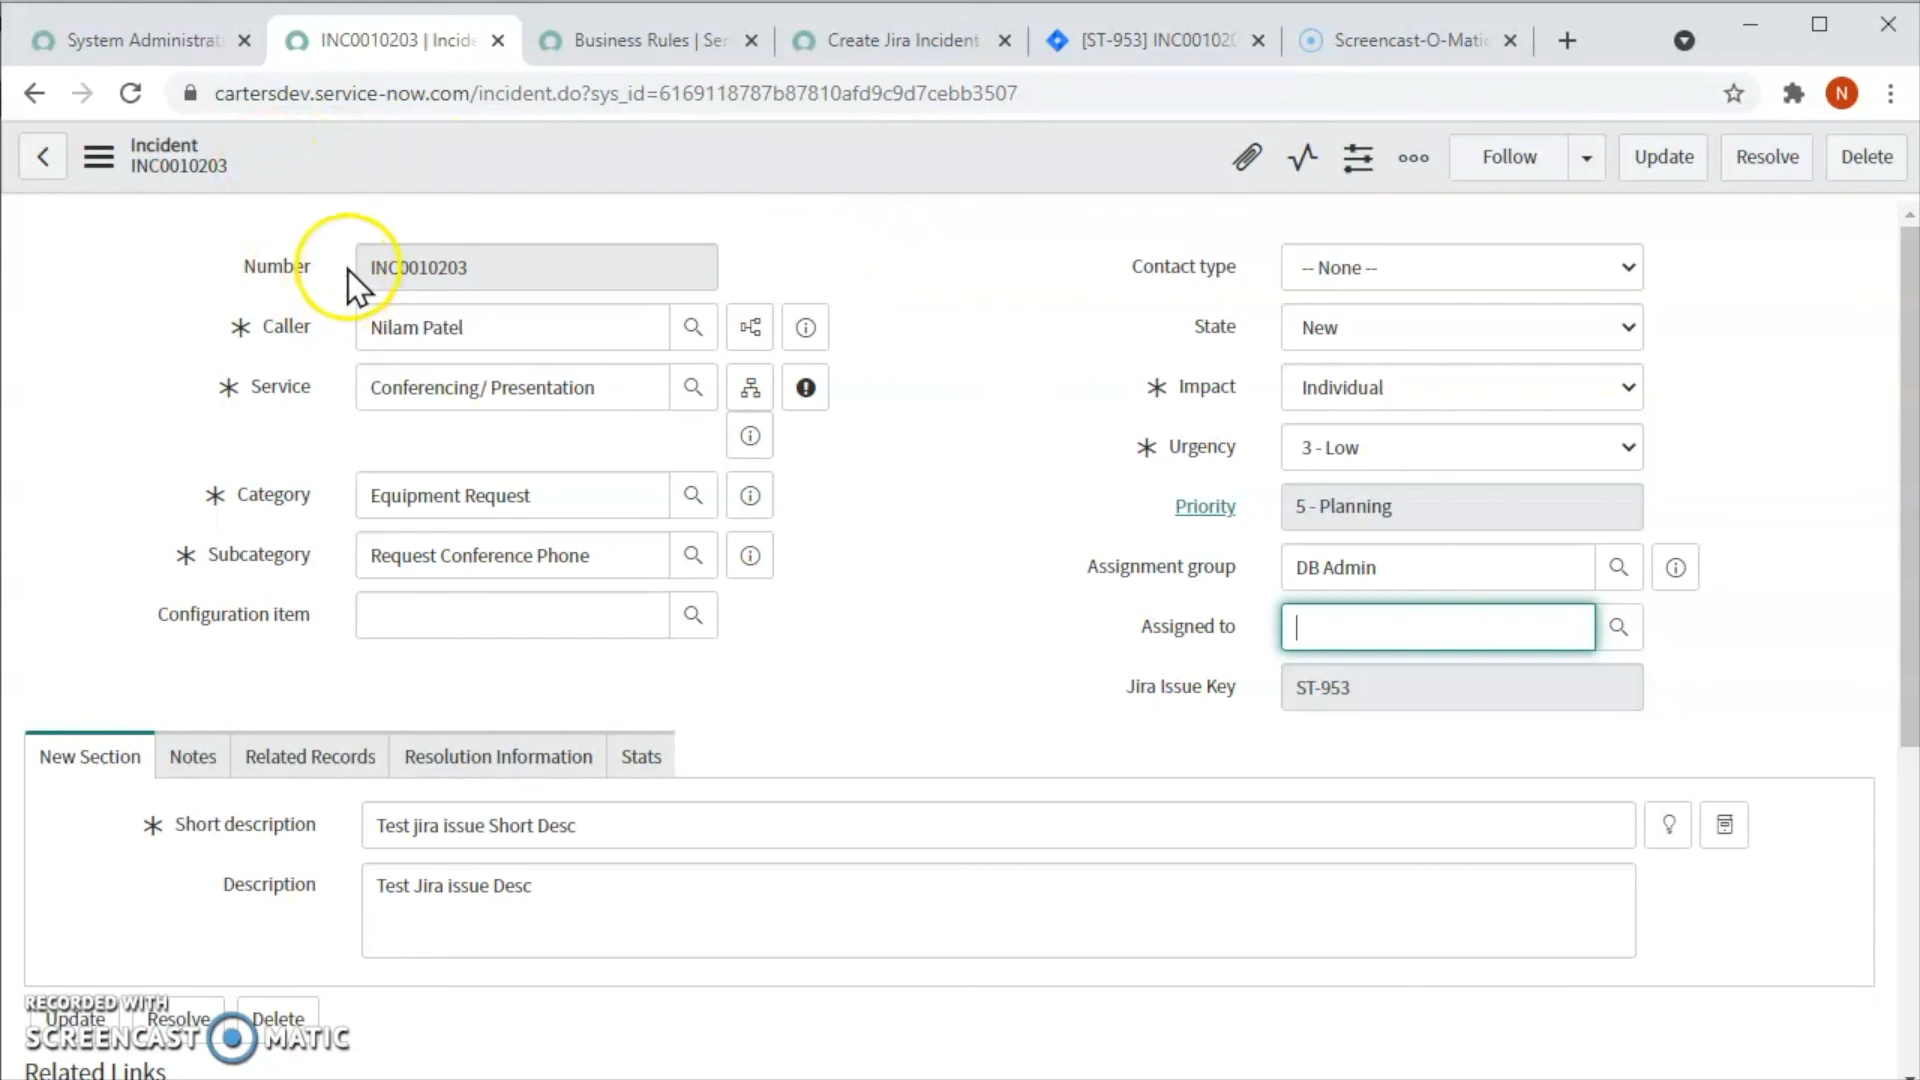 System Administrat
INC0010203 | Incide
Business Rules | Ser
Create Jira Incident
[ST-953] INC001020
Screencast-O-Matic
cartersdev.service-now.com/incident.do?sys_id=6169118787b87810afd9c9d7cebb3507
N
Incident
INC0010203
Follow
Update
Resolve
Delete
Number
INC0010203
Caller
Nilam Patel
Service
Conferencing/ Presentation
Category
Equipment Request
Subcategory
Request Conference Phone
Configuration item
Contact type
-- None --
State
New
Impact
Individual
Urgency
3 - Low
Priority
5 - Planning
Assignment group
DB Admin
Assigned to
Jira Issue Key
ST-953
New Section
Notes
Related Records
Resolution Information
Stats
Short description
Test jira issue Short Desc
Description
Test Jira issue Desc
Update
Resolve
Delete
RECORDED WITH
SCREENCAST MATIC
Related Links